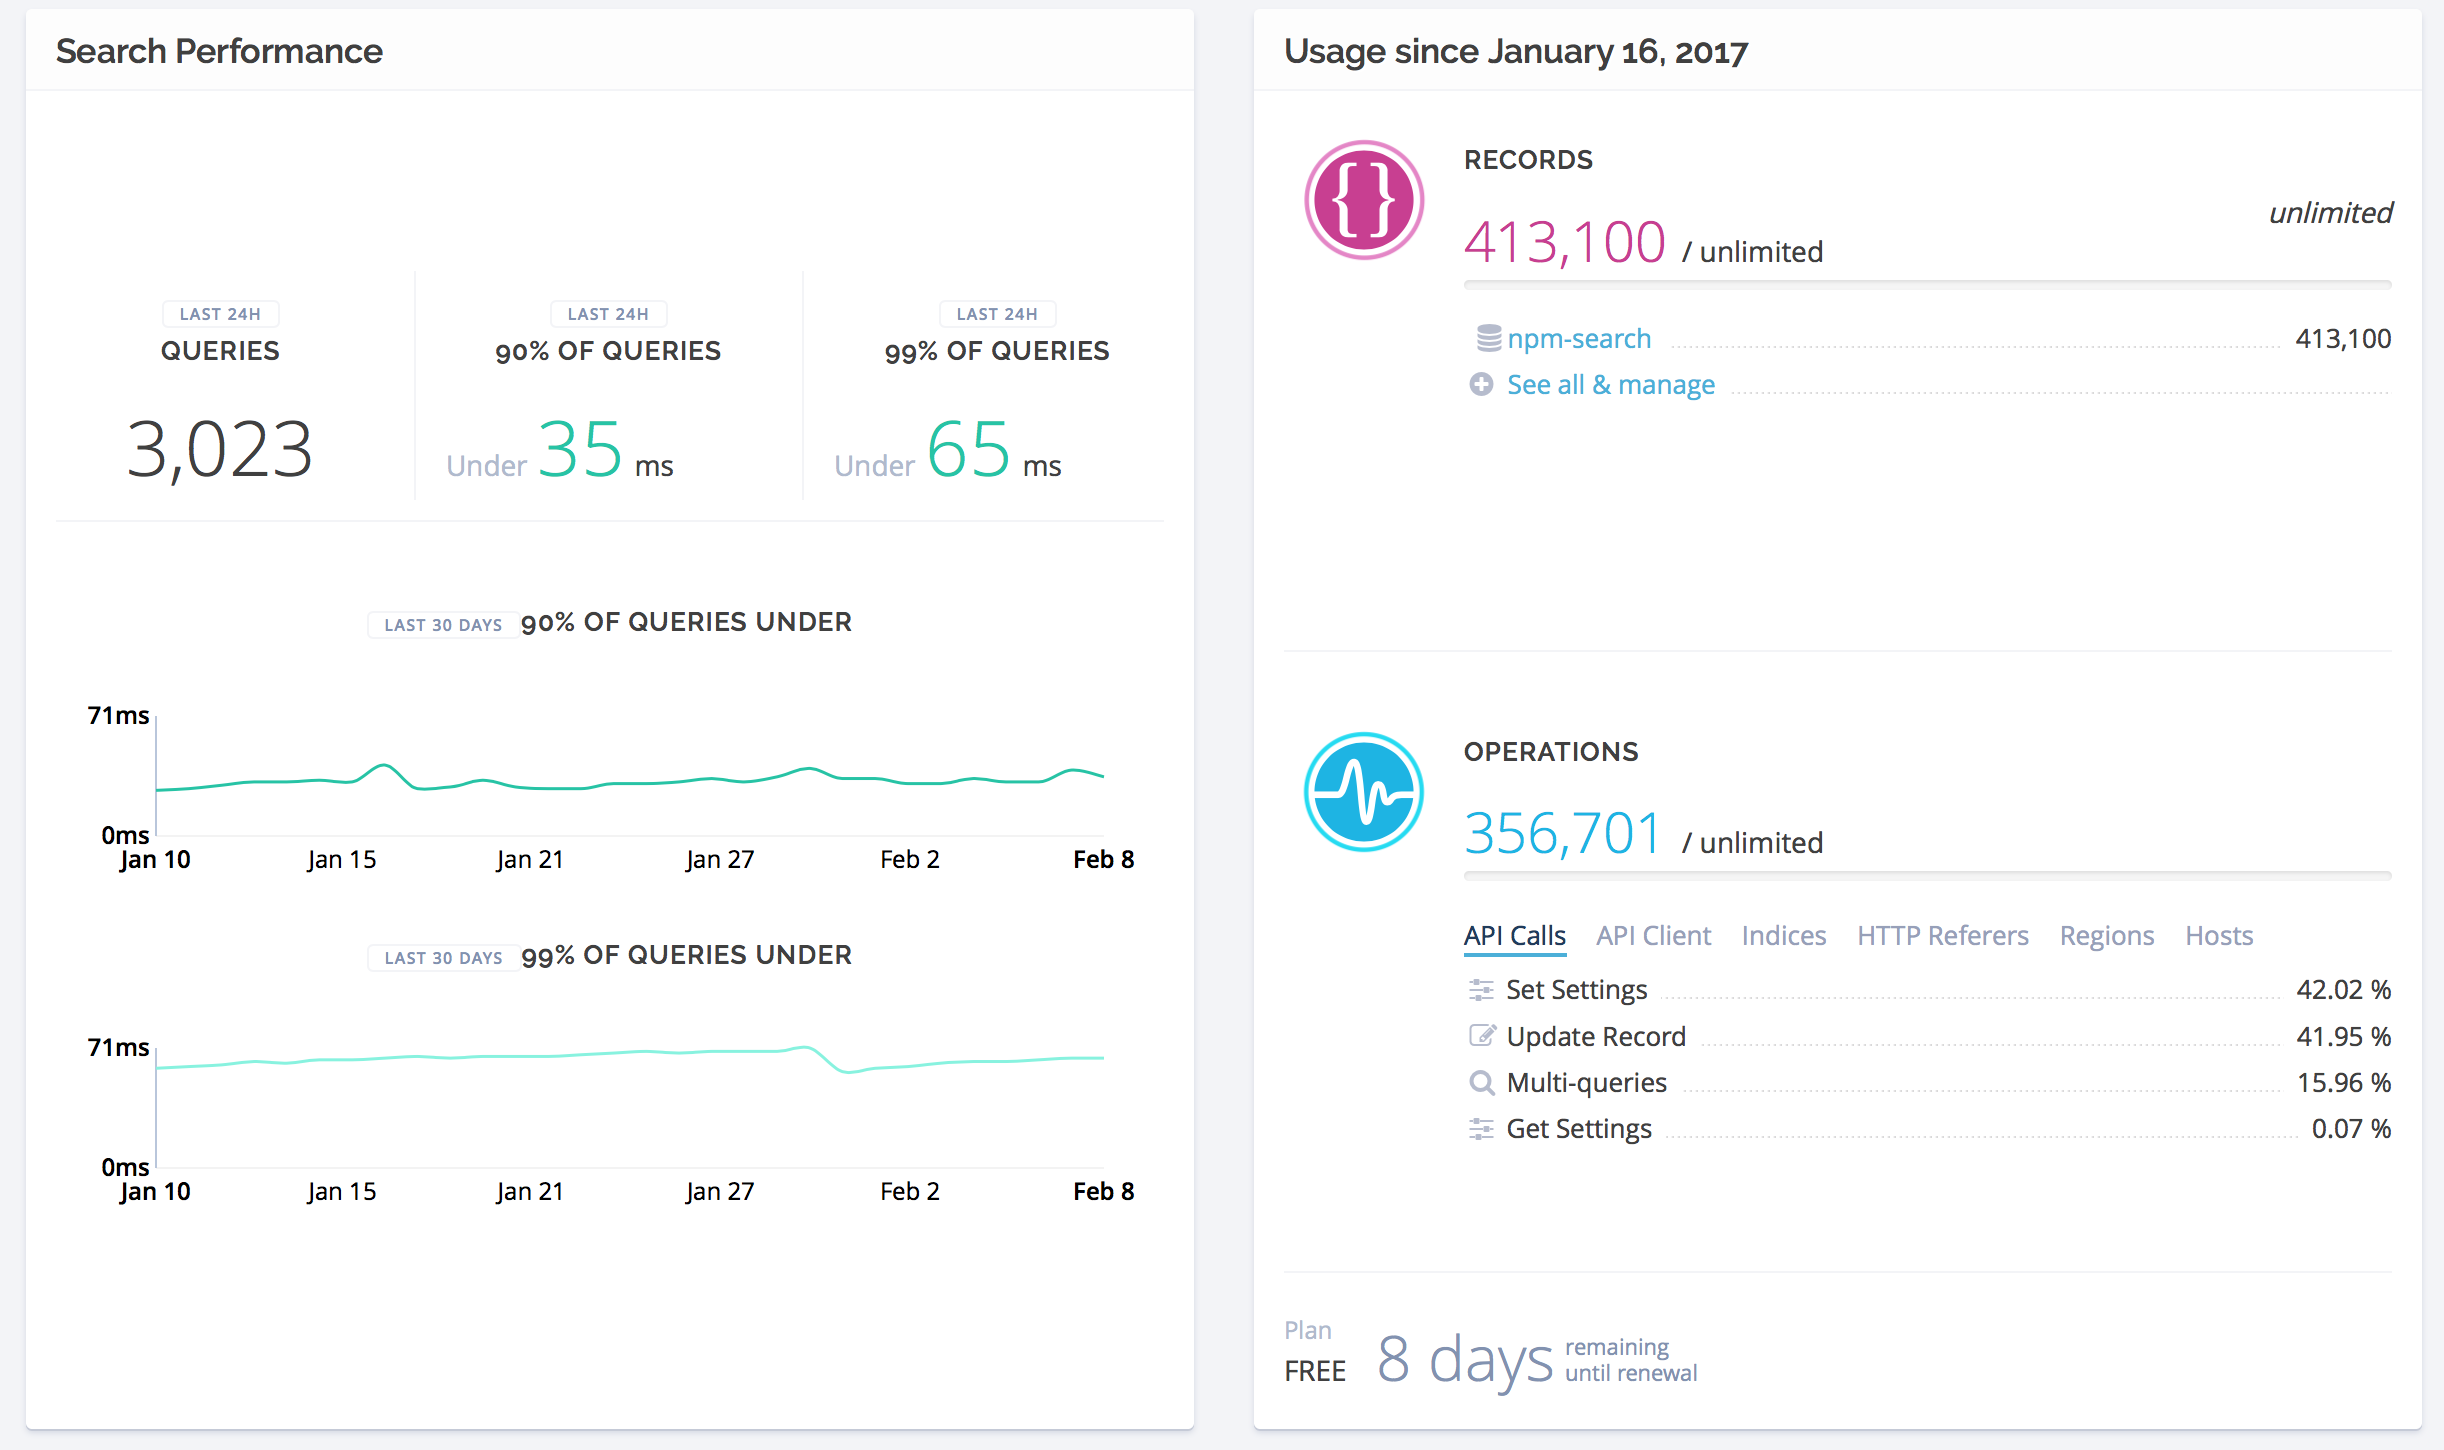 Search Performance
LAST 24H
QUERIES
3,023
LAST 24H
90% OF QUERIES
Under 35 ms
LAST 24H
99% OF QUERIES
Under 65 ms
LAST 30 DAYS 90% OF QUERIES UNDER
71ms
0ms
Jan 10 Jan 15 Jan 21 Jan 27 Feb 2 Feb 8
LAST 30 DAYS 99% OF QUERIES UNDER
71ms
0ms
Jan 10 Jan 15 Jan 21 Jan 27 Feb 2 Feb 8
Usage since January 16, 2017
RECORDS
unlimited
413,100 / unlimited
npm-search 413,100
See all & manage
OPERATIONS
356,701 / unlimited
API Calls API Client Indices HTTP Referers Regions Hosts
Set Settings 42.02 %
Update Record 41.95 %
Multi-queries 15.96 %
Get Settings 0.07 %
Plan
FREE
8 days
remaining
until renewal